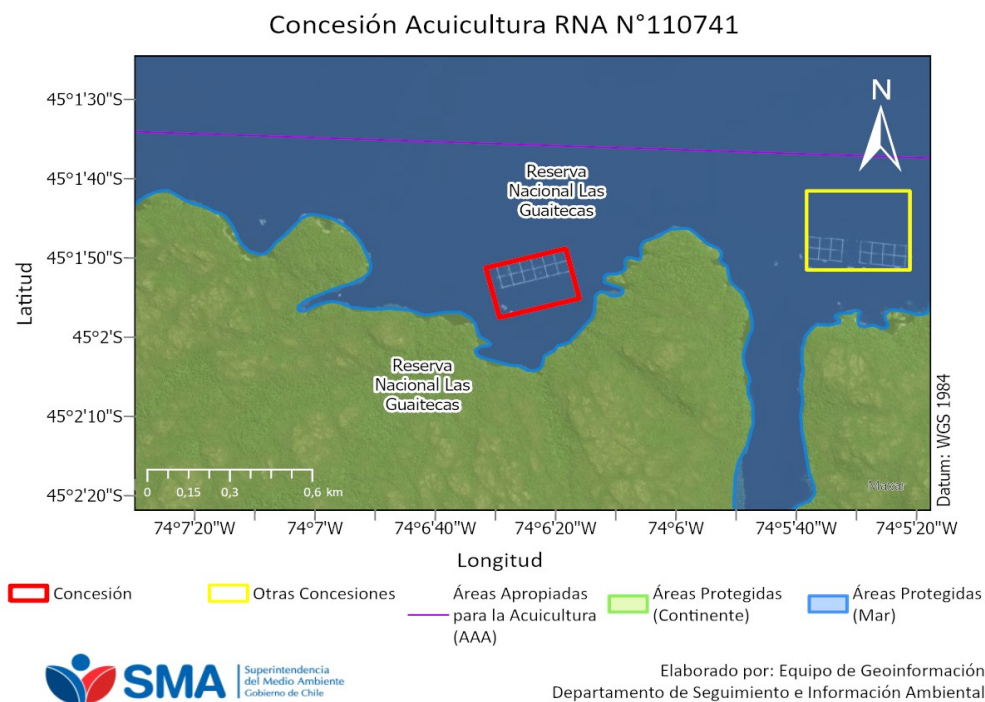 Concesión Acuicultura RNA N°110741
45°1'30"S
45°1'40"S
45°1'50"S
45°2'S
45°2'10"S
45°2'20"S
Latitud
N
Reserva
Nacional Las
Guaitecas
Reserva
Nacional Las
Guaitecas
0 0,15 0,3 0,6 km
Maxar
Datum: WGS 1984
74°7'20"W 74°7'W 74°6'40"W 74°6'20"W 74°6'W 74°5'40"W 74°5'20"W
Longitud
Concesión
Otras Concesiones
Áreas Apropiadas
para la Acuicultura
(AAA)
Áreas Protegidas
(Continente)
Áreas Protegidas
(Mar)
SMA
Superintendencia
del Medio Ambiente
Gobierno de Chile
Elaborado por: Equipo de Geoinformación
Departamento de Seguimiento e Información Ambiental